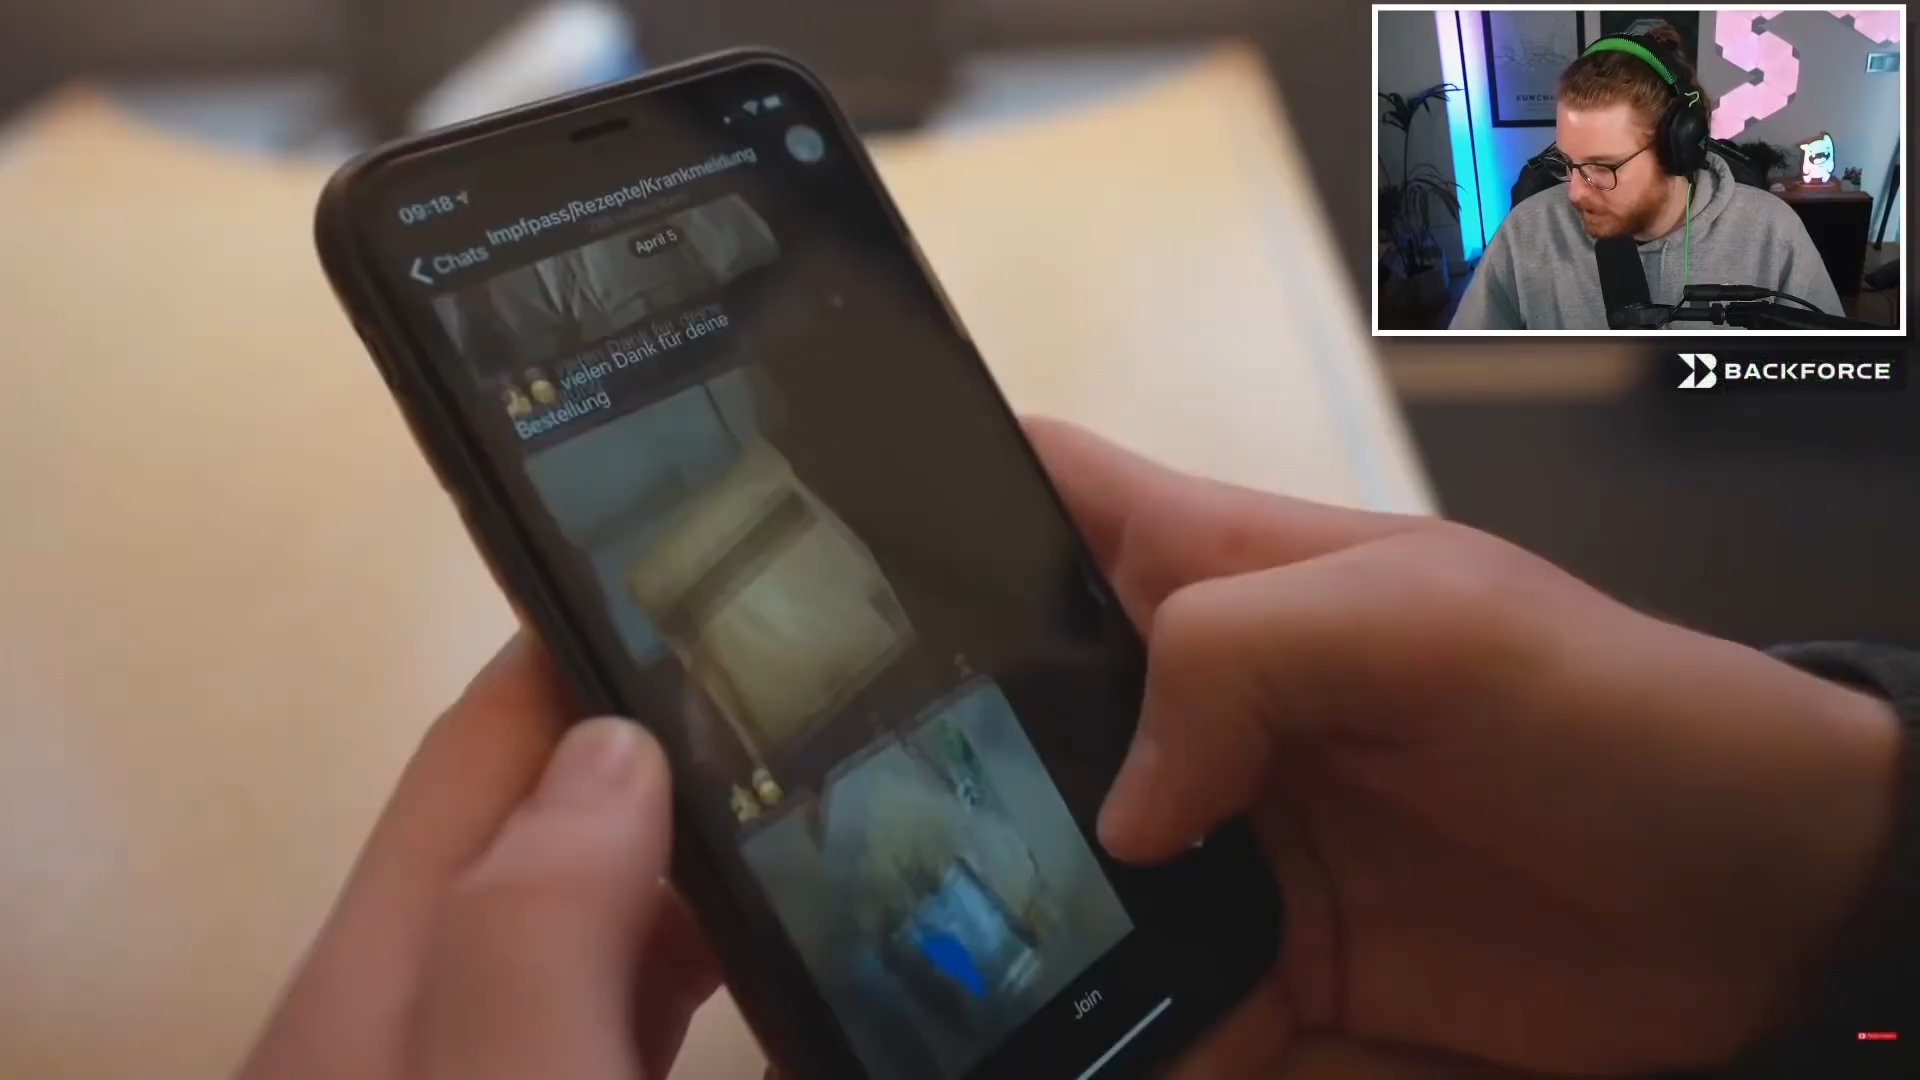 09:18
Chats
Impfpass/Rezepte/Krankmeldung
April 5
vielen Dank für deine
Bestellung
Join
BACKFORCE